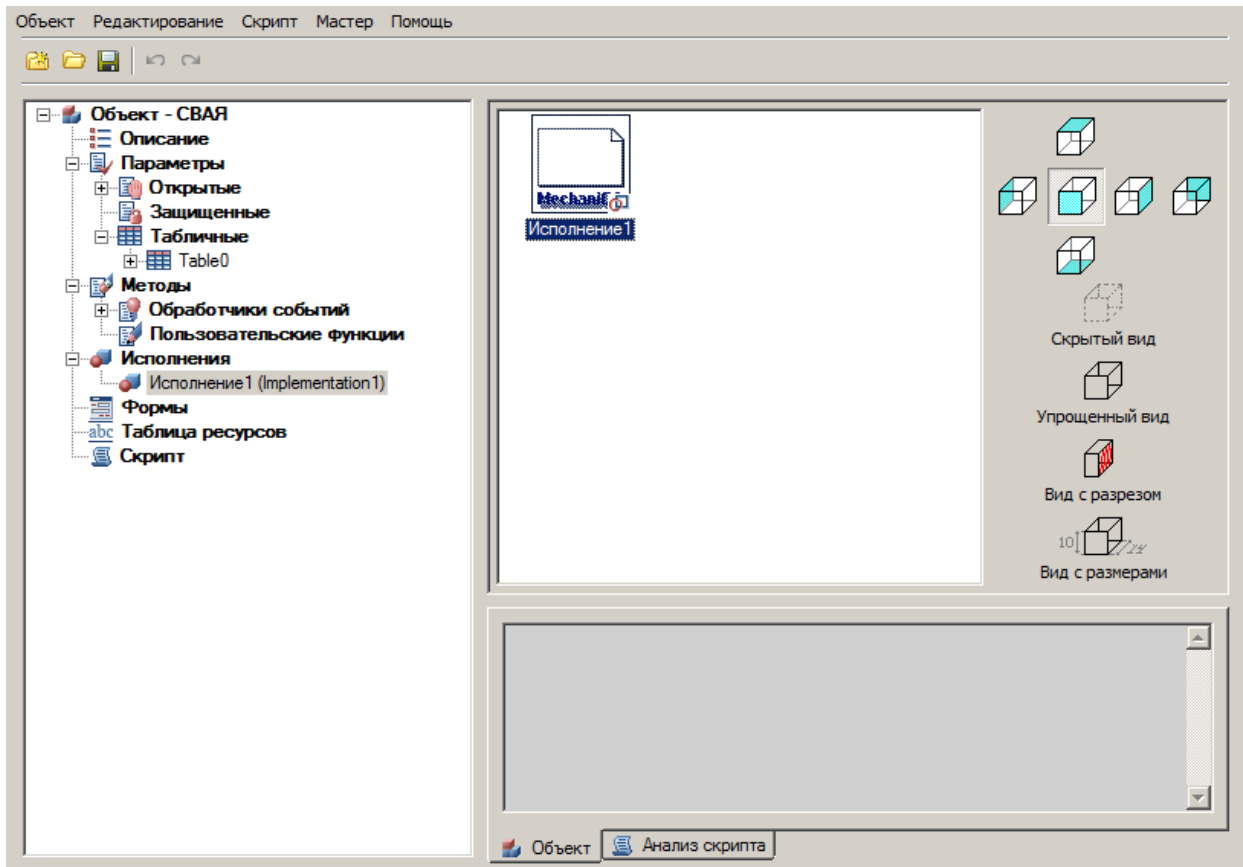 Объект Редактирование Скрипт Мастер Помощь
Объект - СВАЯ
Описание
Параметры
Открытые
Защищенные
Табличные
Table0
Методы
Обработчики событий
Пользовательские функции
Исполнения
Исполнение1 (Implementation1)
Формы
abc Таблица ресурсов
Скрипт
Исполнение1
Скрытый вид
Упрощенный вид
Вид с разрезом
10
Вид с размерами
Объект
Анализ скрипта